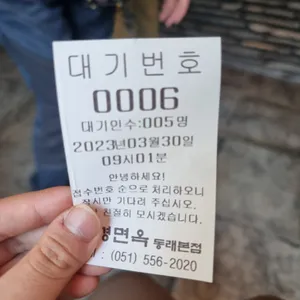 대기번호
0006
대기인수:005명
2023년03월30일
09시01분
안녕하세요!
접수번호 순으로 처리하오니
잠시만 기다려 주십시오.
친절히 모시겠습니다.
면옥 동래본점
: (051) 556-2020